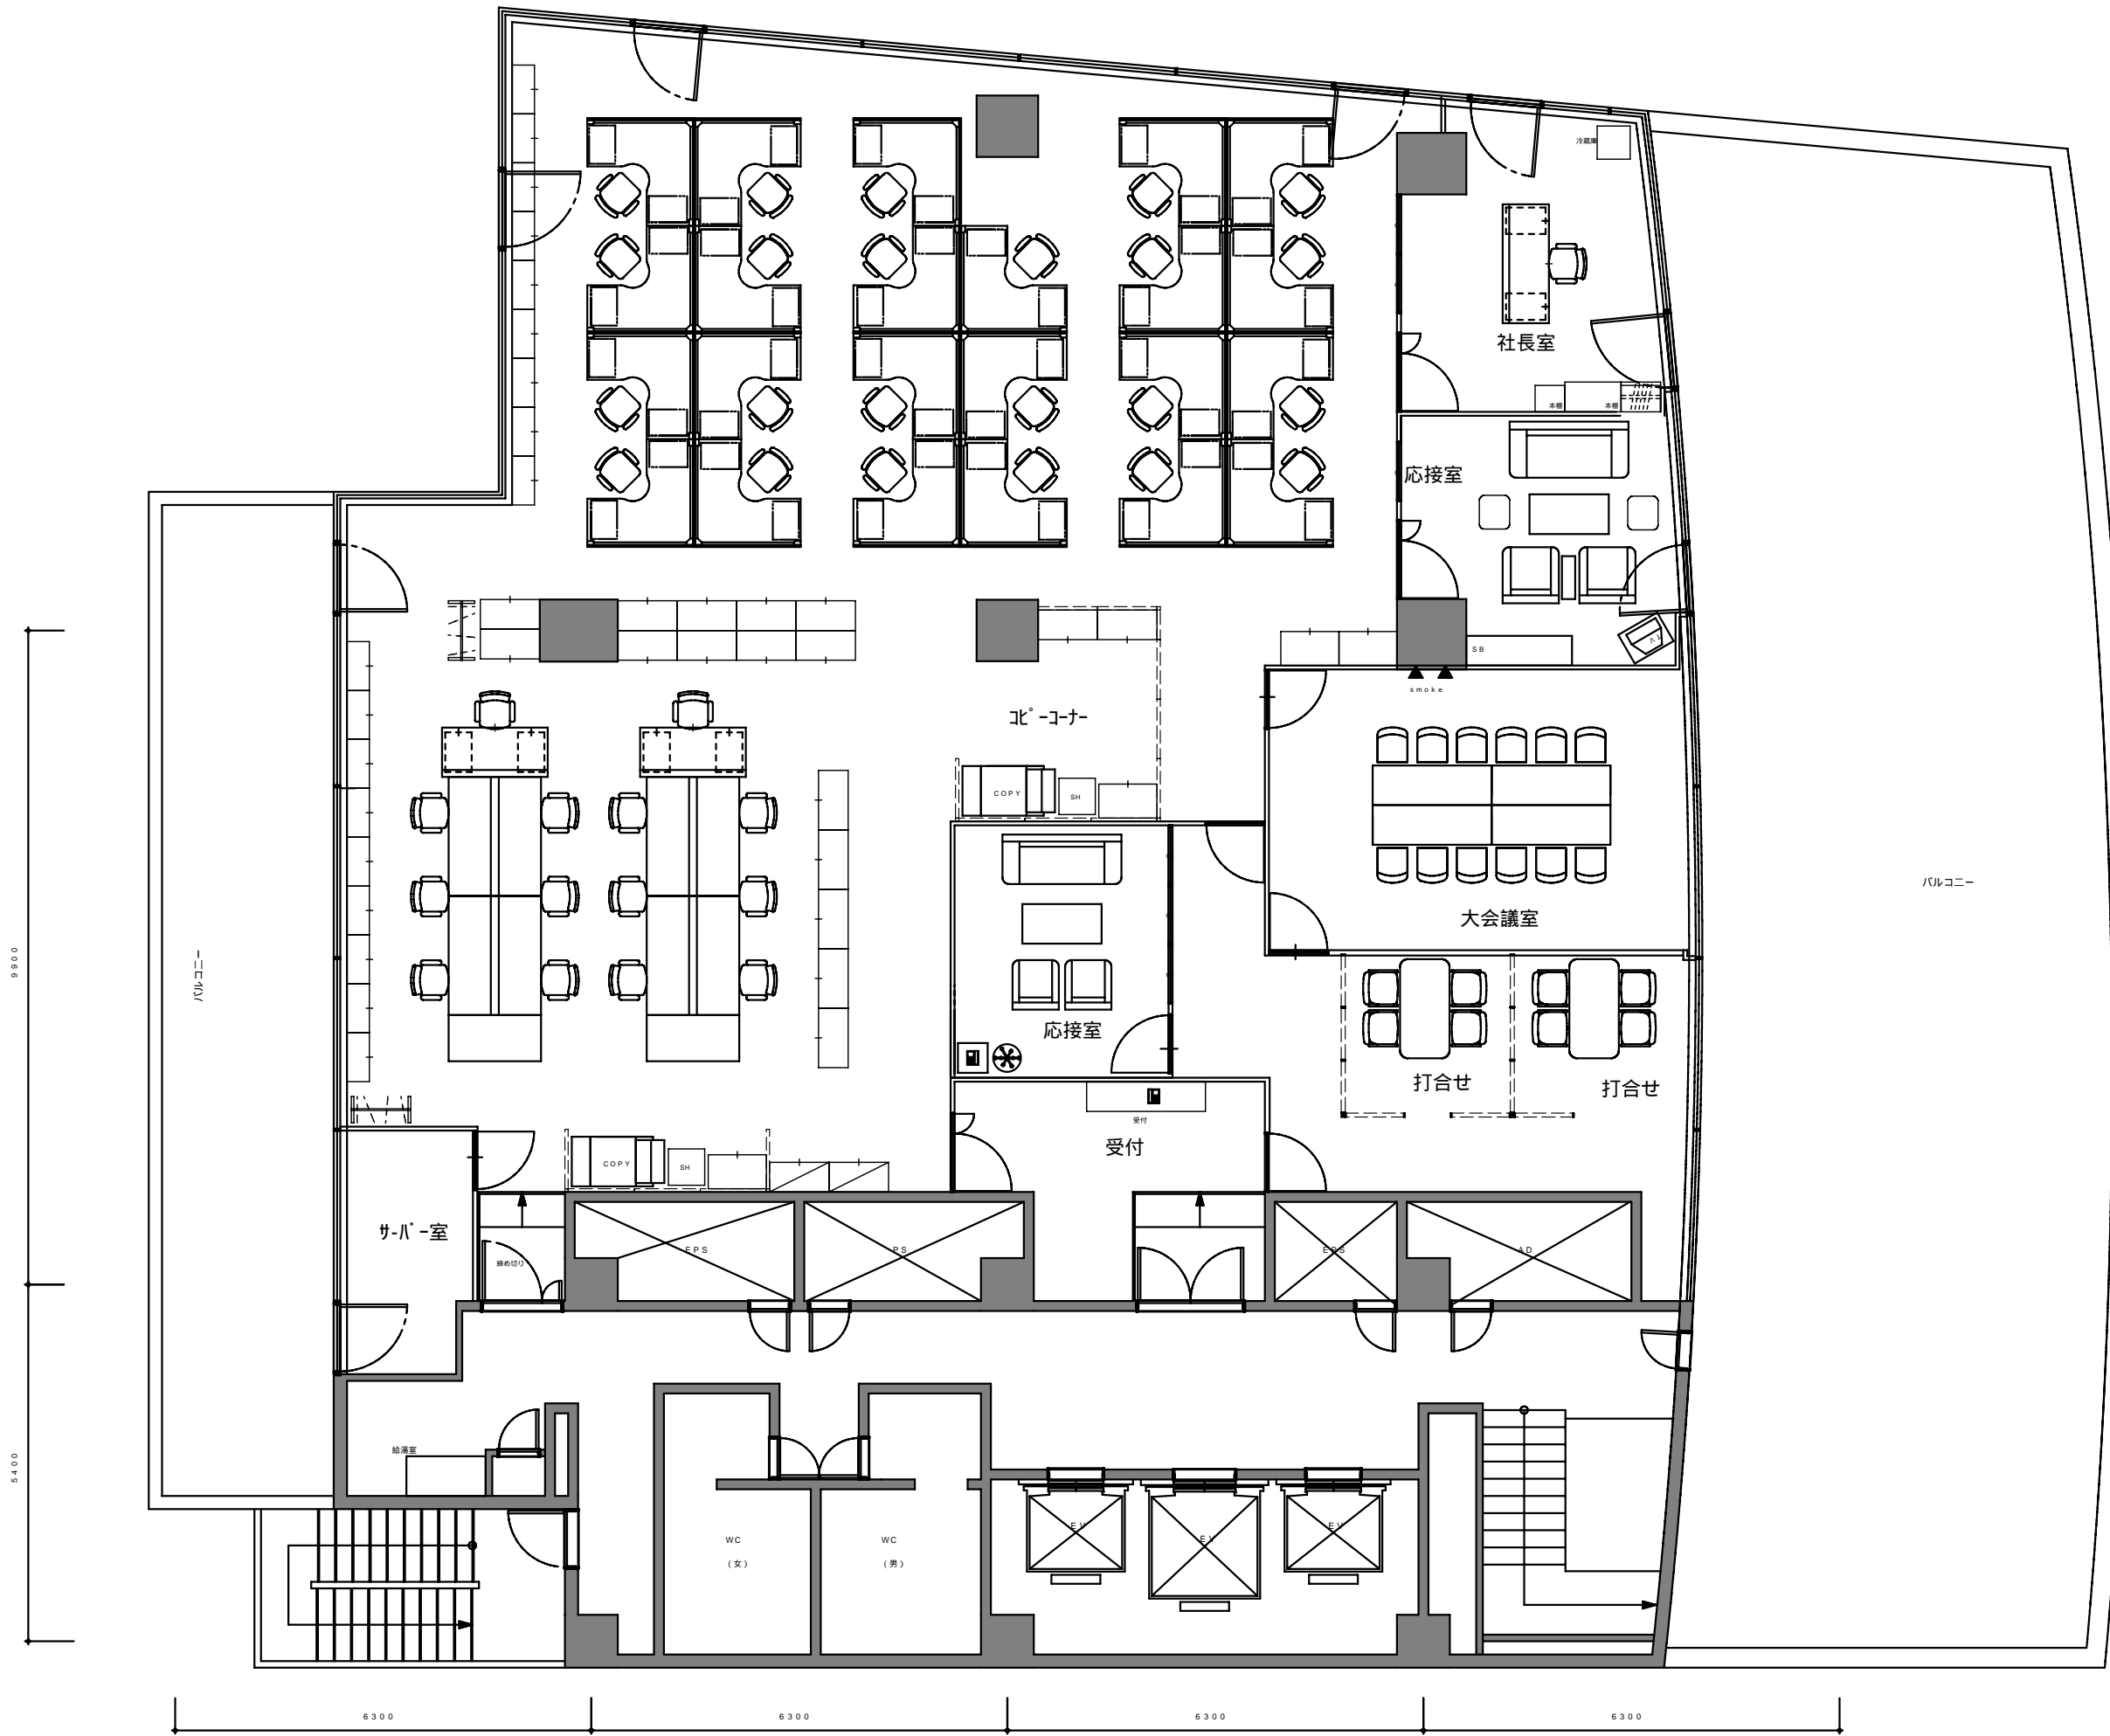 冷蔵庫
社長室
本棚
本棚
応接室
TV
SB
smoke
ｺﾋﾟｰｺｰﾅｰ
COPY
SH
バルコニー
大会議室
9900
バルコニー
応接室
打合せ
打合せ
受付
受付
COPY
SH
ｻｰﾊﾞｰ室
締め切り
EPS
PS
EPS
AD
給湯室
5400
WC
(女)
WC
(男)
EV
EV
EV
6300
6300
6300
6300